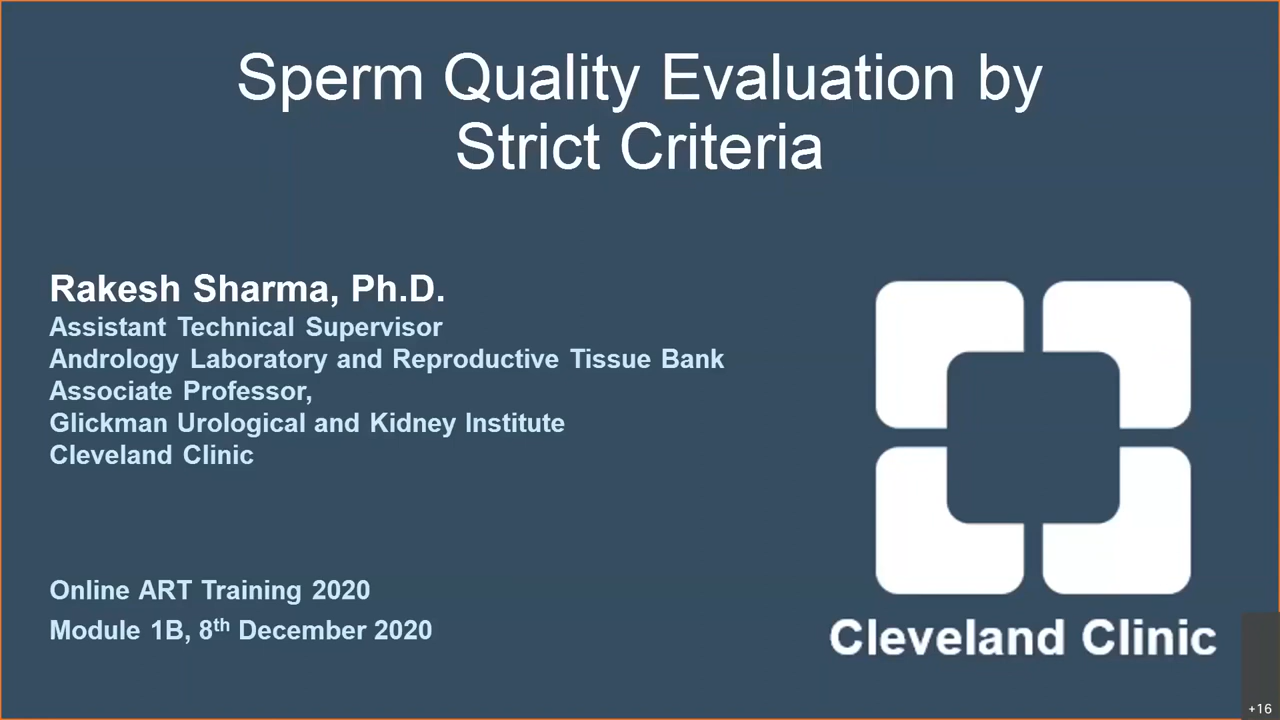 Sperm Quality Evaluation by
Strict Criteria
Rakesh Sharma, Ph.D.
Assistant Technical Supervisor
Andrology Laboratory and Reproductive Tissue Bank
Associate Professor,
Glickman Urological and Kidney Institute
Cleveland Clinic
Online ART Training 2020
Module 1B, 8th December 2020
Cleveland Clinic
+16